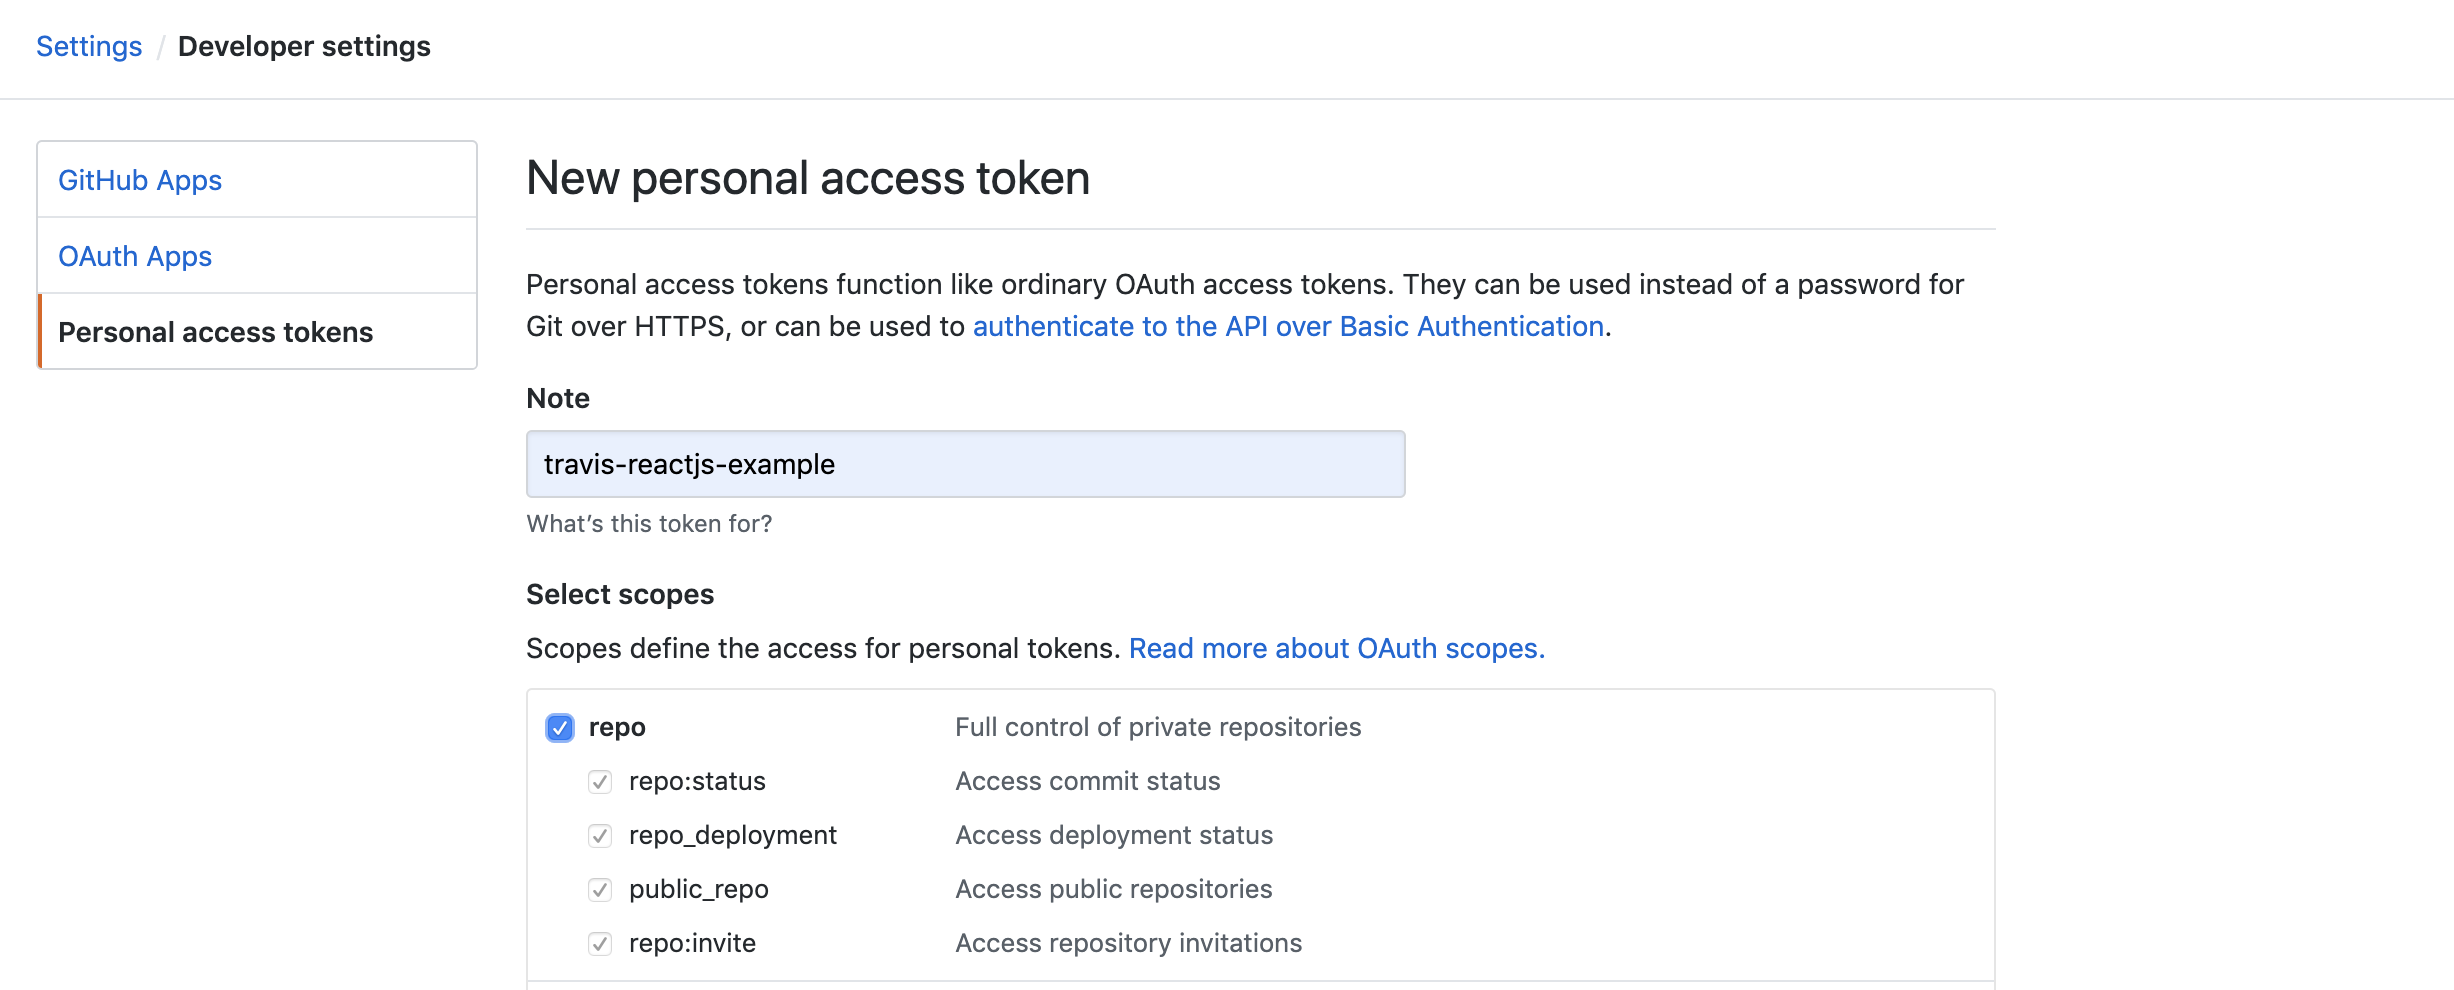 Settings / Developer settings
GitHub Apps
OAuth Apps
Personal access tokens
New personal access token
Personal access tokens function like ordinary OAuth access tokens. They can be used instead of a password for
Git over HTTPS, or can be used to authenticate to the API over Basic Authentication.
Note
travis-reactjs-example
What’s this token for?
Select scopes
Scopes define the access for personal tokens. Read more about OAuth scopes.
repo Full control of private repositories
repo:status Access commit status
repo_deployment Access deployment status
public_repo Access public repositories
repo:invite Access repository invitations